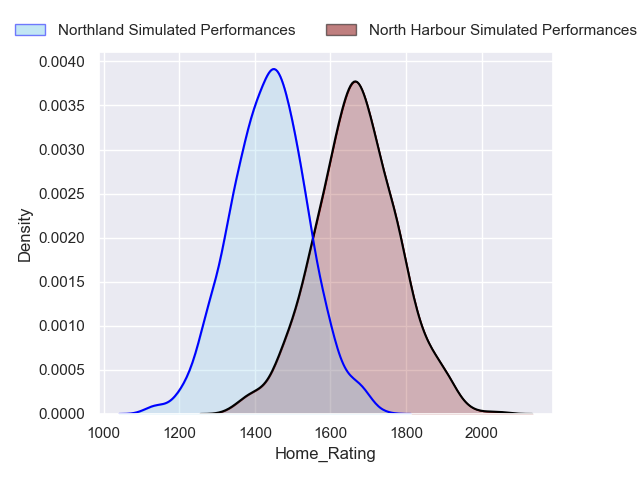 Northland Simulated Performances North Harbour Simulated Performances
0.0040
0.0035
0.0030
0.0025
0.0020
0.0015
0.0010
0.0005
0.0000
Density
1000 1200 1400 1600 1800 2000
Home_Rating